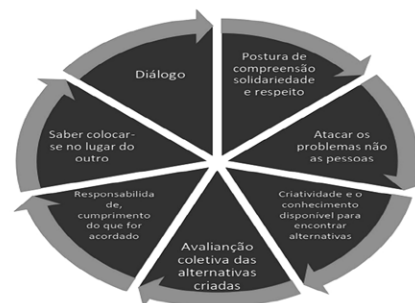 Diálogo
Postura de
compreensão
solidariedade
e respeito
Atacar os
problemas não
as pessoas
Criatividade e o
conhecimento
disponível para
encontrar
alternativas
Avalianção
coletiva das
alternativas
criadas
Responsabilida
de,
cumprimento
do que for
acordado
Saber colocar-
se no lugar do
outro